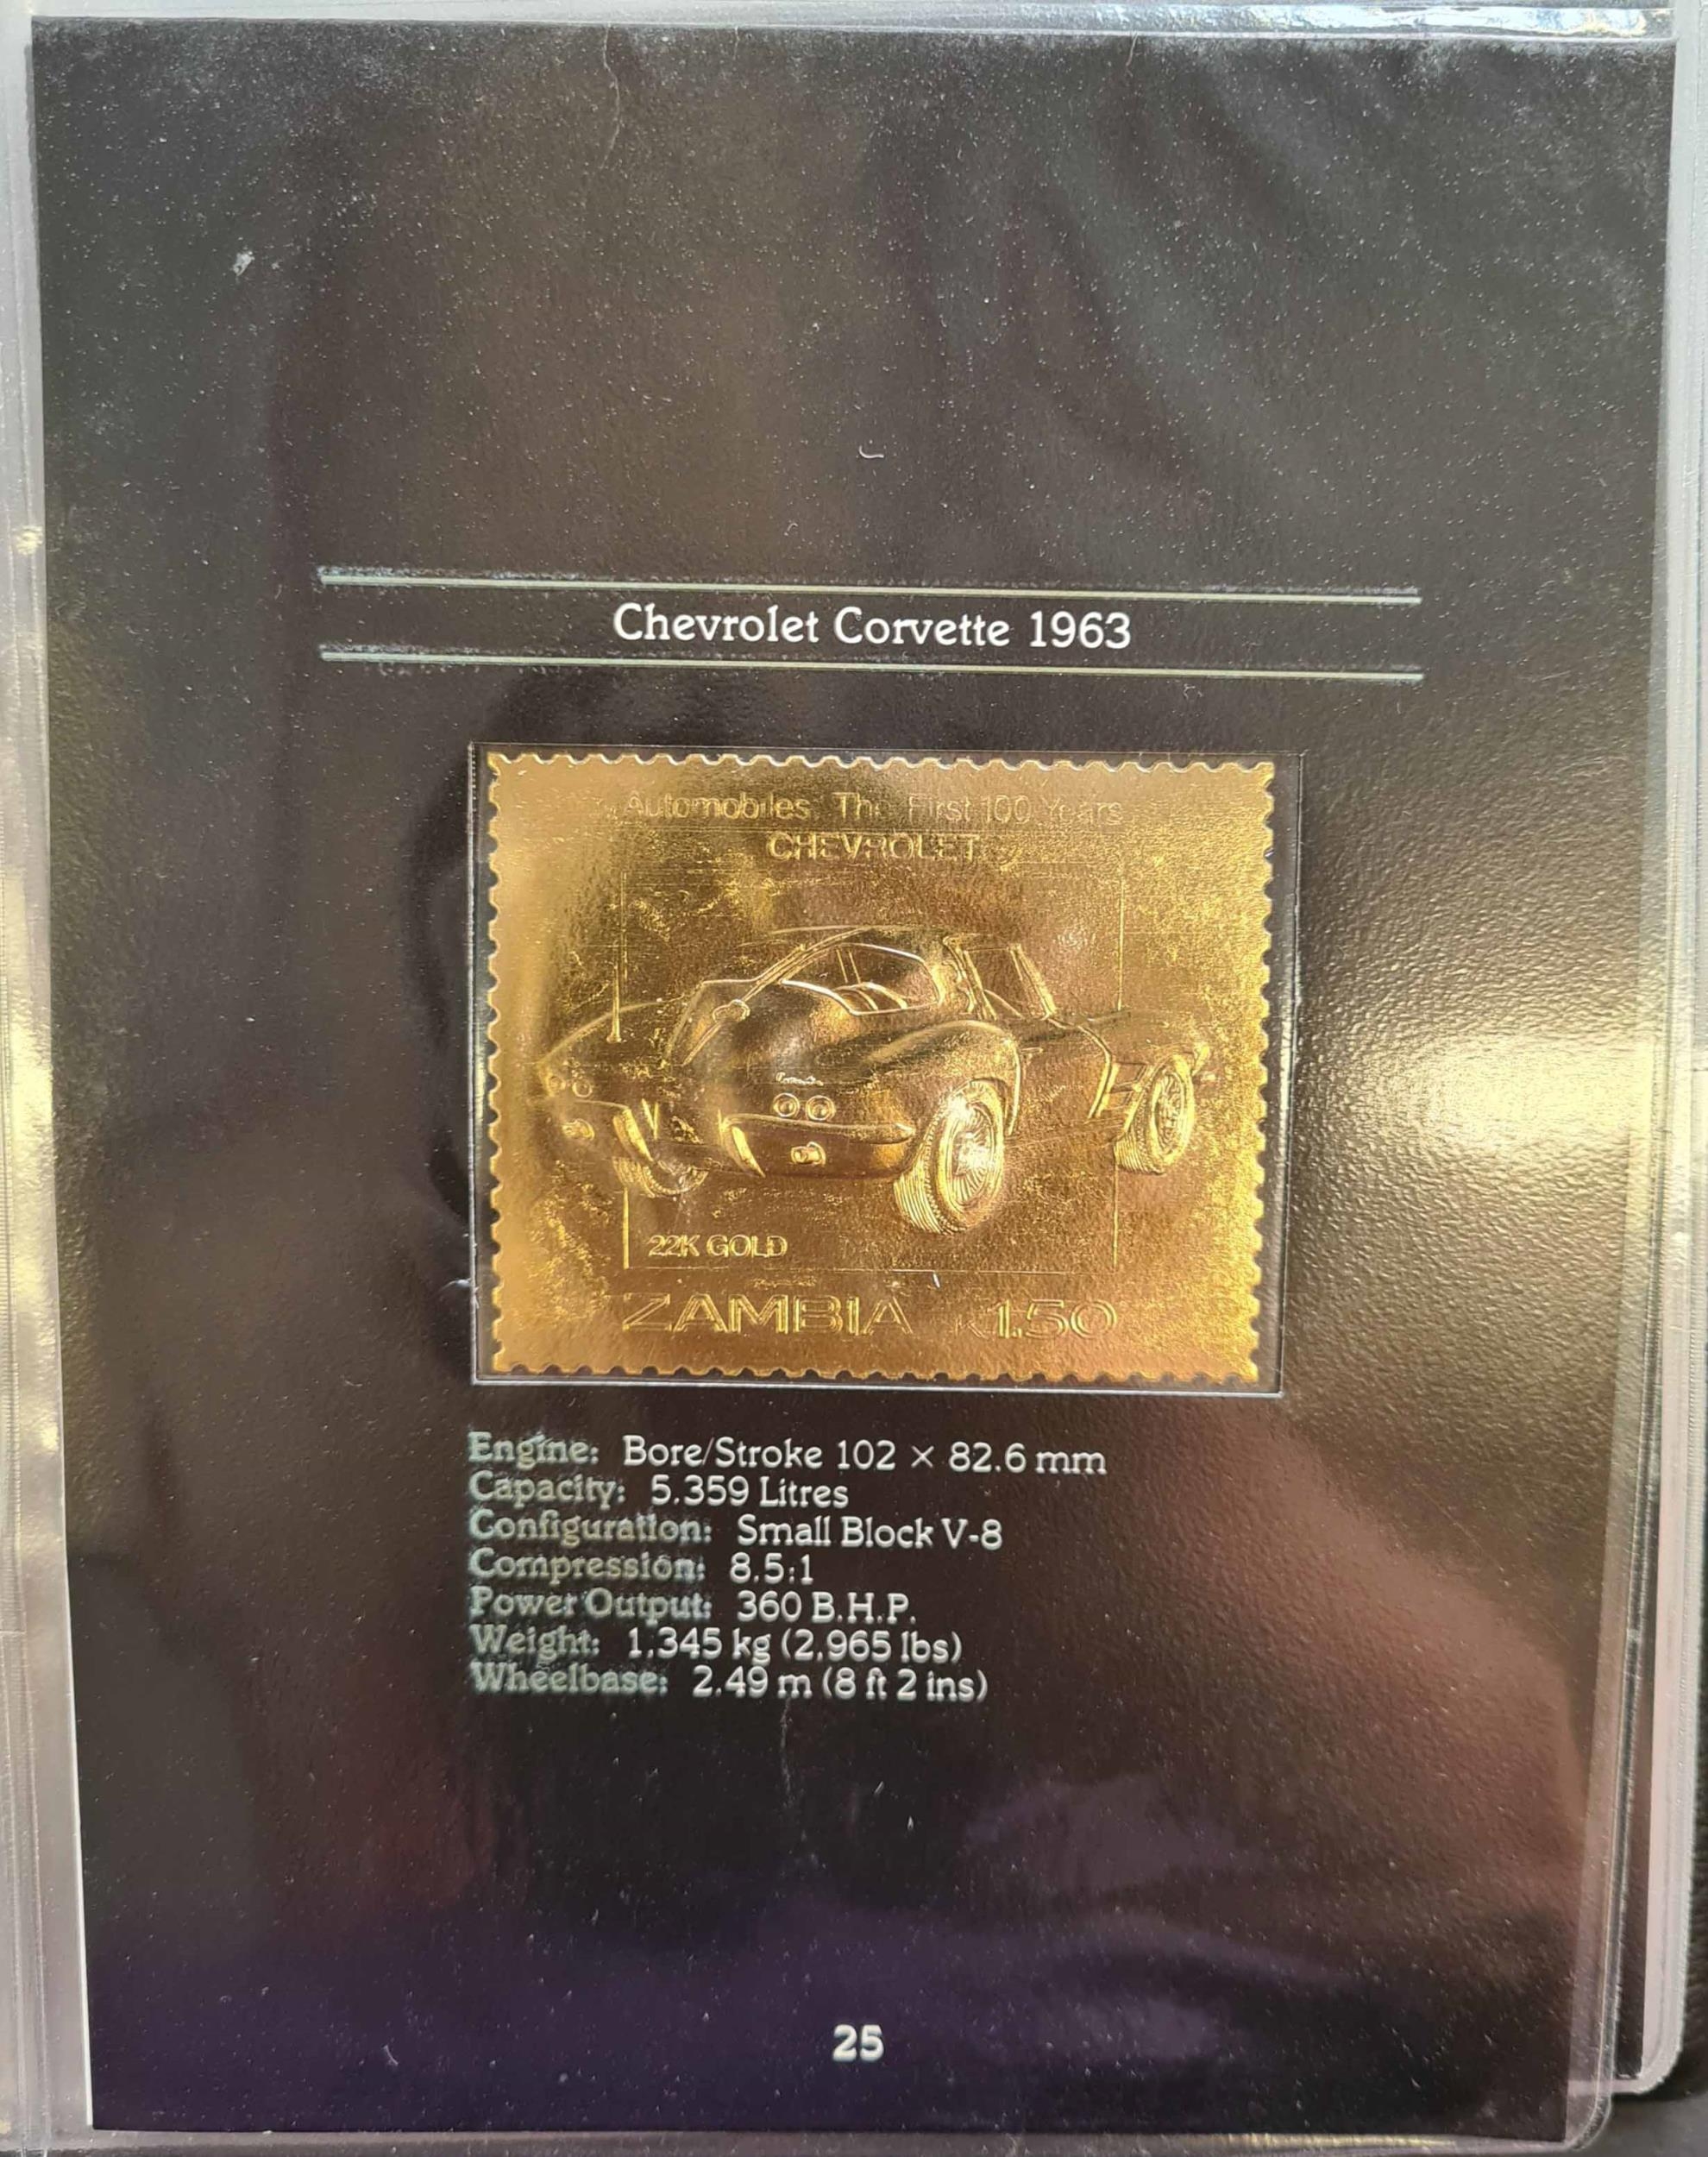 Chevrolet Corvette 1963
Automobiles: The First 100 Years
CHEVROLET
22K GOLD
ZAMBIA K1.50
Engine: Bore/Stroke 102 × 82.6 mm
Capacity: 5.359 Litres
Configuration: Small Block V-8
Compression: 8.5:1
Power Output: 360 B.H.P.
Weight: 1,345 kg (2,965 lbs)
Wheelbase: 2.49 m (8 ft 2 ins)
25